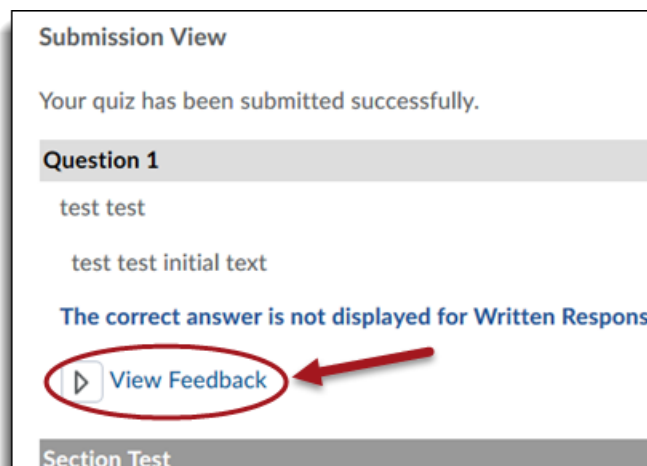 Submission View
Your quiz has been submitted successfully.
Question 1
test test
test test initial text
The correct answer is not displayed for Written Respons
View Feedback
Section Test